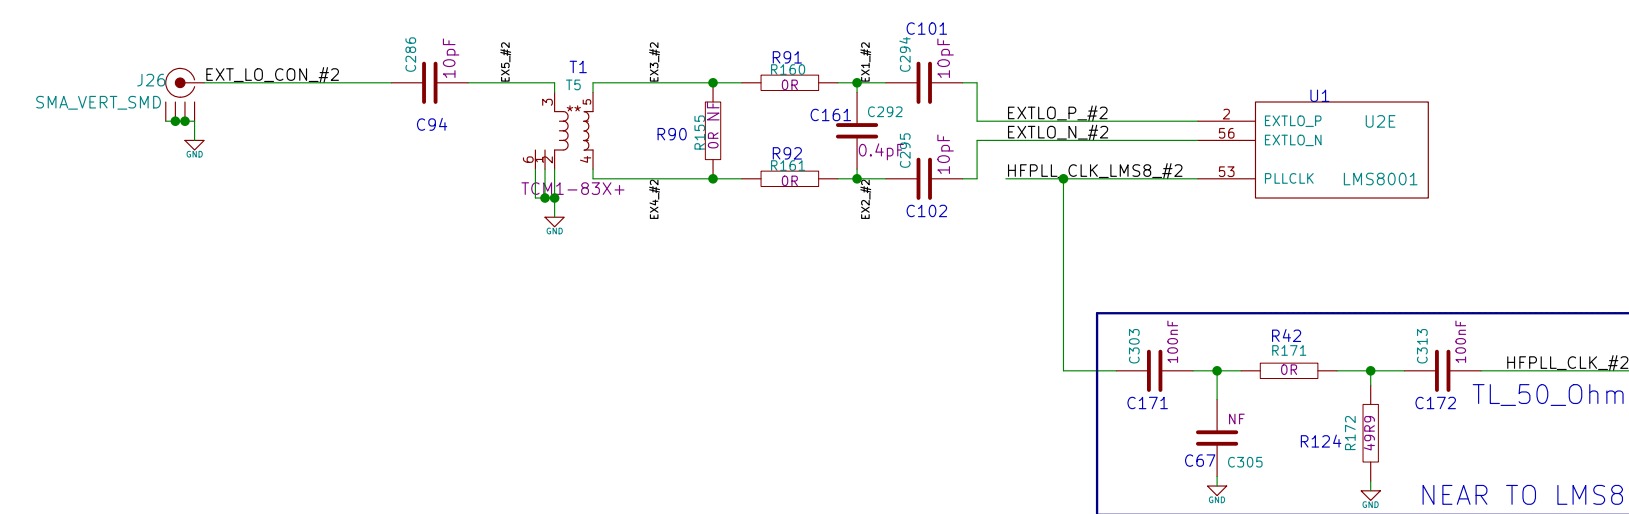 J26
SMA_VERT_SMD
GND
EXT_LO_CON_#2
C286
10pF
C94
EX5_#2
T1
T5
3
5
**
6
1
2
4
TCM1-83X+
GND
EX3_#2
EX4_#2
R90
R155
0R NF
R91
R160
0R
R92
R161
0R
EX1_#2
EX2_#2
C161
C292
0.4pF
C101
C294
10pF
C295
10pF
C102
EXTLO_P_#2
EXTLO_N_#2
HFPLL_CLK_LMS8_#2
2
56
53
U1
EXTLO_P
EXTLO_N
PLLCLK
U2E
LMS8001
C303
100nF
C171
NF
C67
C305
GND
R42
R171
0R
R124
R172
49R9
GND
C313
100nF
C172
HFPLL_CLK_#2
TL_50_Ohm
NEAR TO LMS8